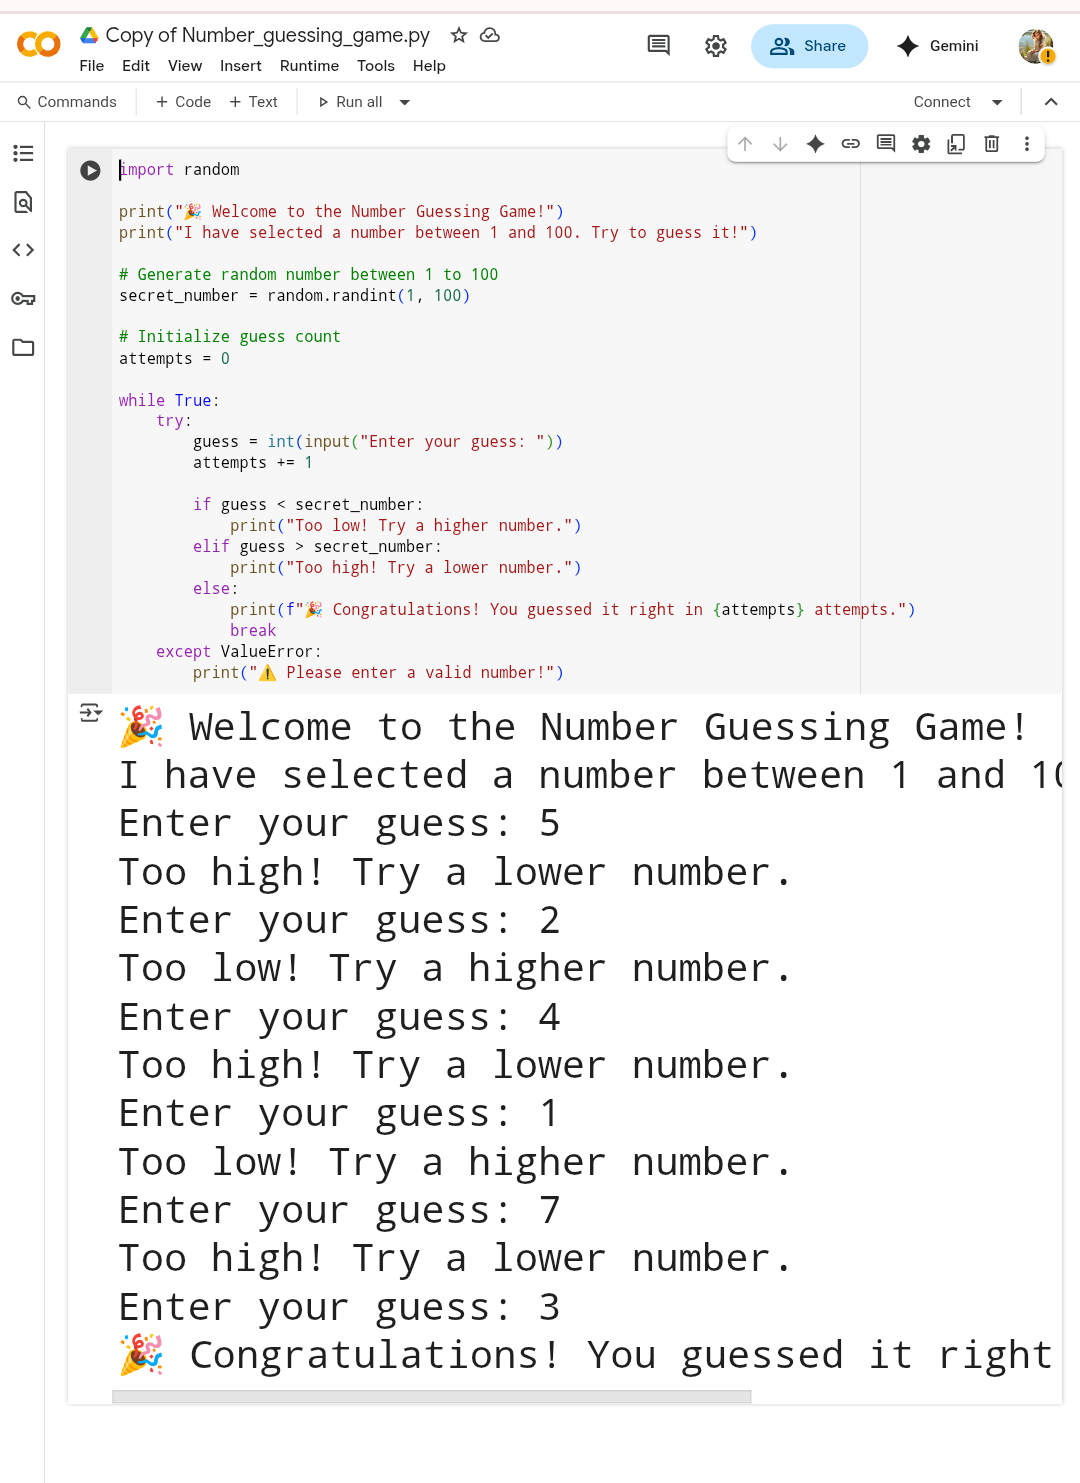 Copy of Number_guessing_game.py
File Edit View Insert Runtime Tools Help
Share
Gemini
Commands + Code + Text Run all
Connect
import random
print("🎉 Welcome to the Number Guessing Game!")
print("I have selected a number between 1 and 100. Try to guess it!")
# Generate random number between 1 to 100
secret_number = random.randint(1, 100)
# Initialize guess count
attempts = 0
while True:
    try:
        guess = int(input("Enter your guess: "))
        attempts += 1
        if guess < secret_number:
            print("Too low! Try a higher number.")
        elif guess > secret_number:
            print("Too high! Try a lower number.")
        else:
            print(f"🎉 Congratulations! You guessed it right in {attempts} attempts.")
            break
    except ValueError:
        print("⚠️ Please enter a valid number!")
🎉 Welcome to the Number Guessing Game!
I have selected a number between 1 and 10
Enter your guess: 5
Too high! Try a lower number.
Enter your guess: 2
Too low! Try a higher number.
Enter your guess: 4
Too high! Try a lower number.
Enter your guess: 1
Too low! Try a higher number.
Enter your guess: 7
Too high! Try a lower number.
Enter your guess: 3
🎉 Congratulations! You guessed it right